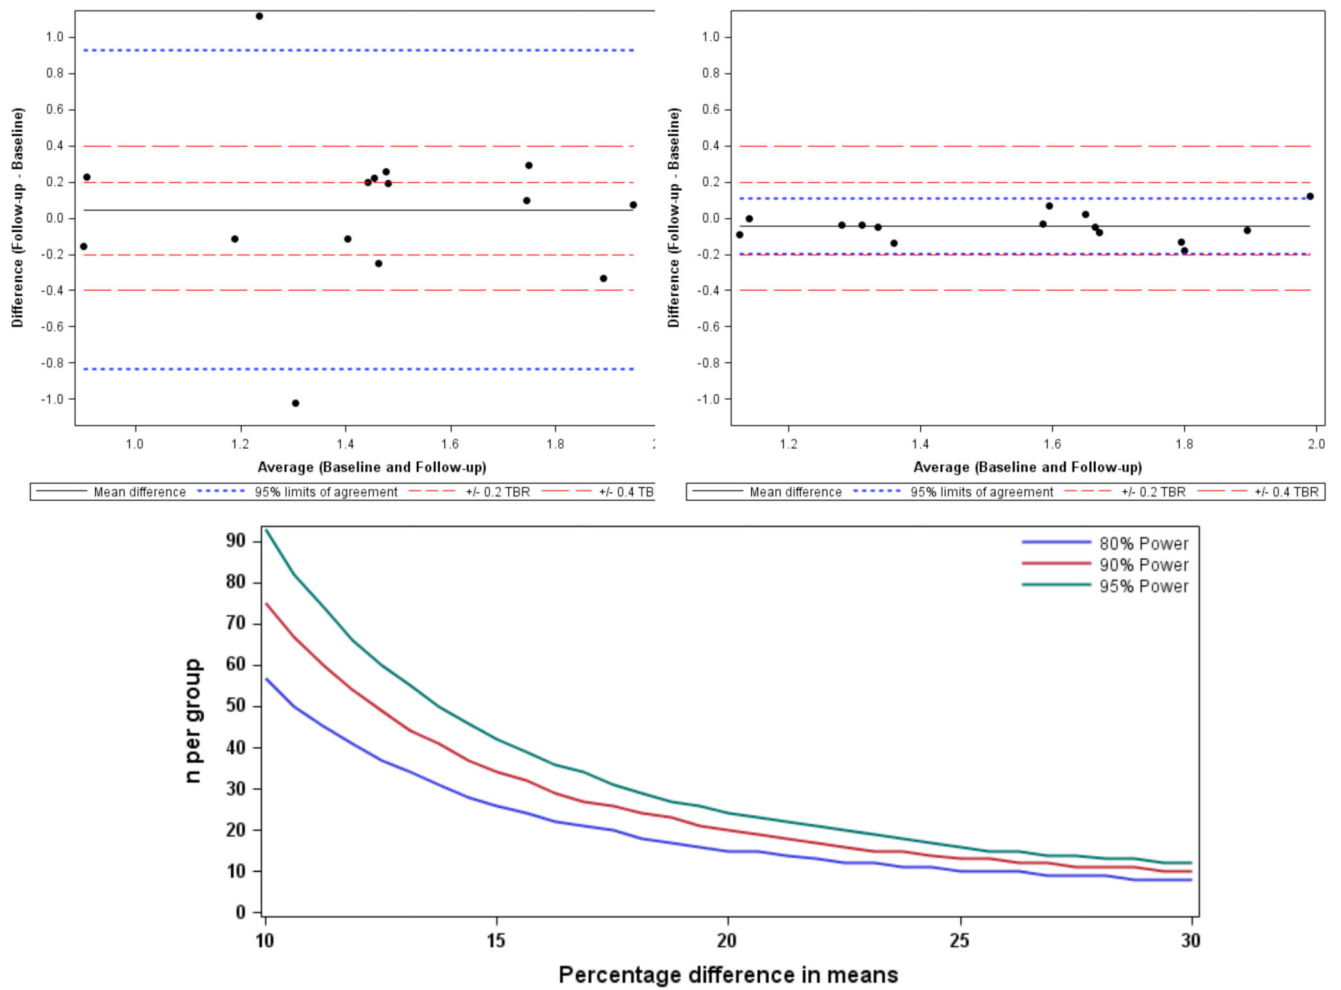 Difference (Follow-up - Baseline)
1.0
0.8
0.6
0.4
0.2
0.0
-0.2
-0.4
-0.6
-0.8
-1.0
1.0 1.2 1.4 1.6 1.8
Average (Baseline and Follow-up)
Mean difference 95% limits of agreement +/- 0.2 TBR +/- 0.4 TB
Difference (Follow-up - Baseline)
1.0
0.8
0.6
0.4
0.2
0.0
-0.2
-0.4
-0.6
-0.8
-1.0
1.2 1.4 1.6 1.8 2.0
Average (Baseline and Follow-up)
Mean difference 95% limits of agreement +/- 0.2 TBR +/- 0.4 TBR
n per group
90
80
70
60
50
40
30
20
10
0
80% Power
90% Power
95% Power
10 15 20 25 30
Percentage difference in means